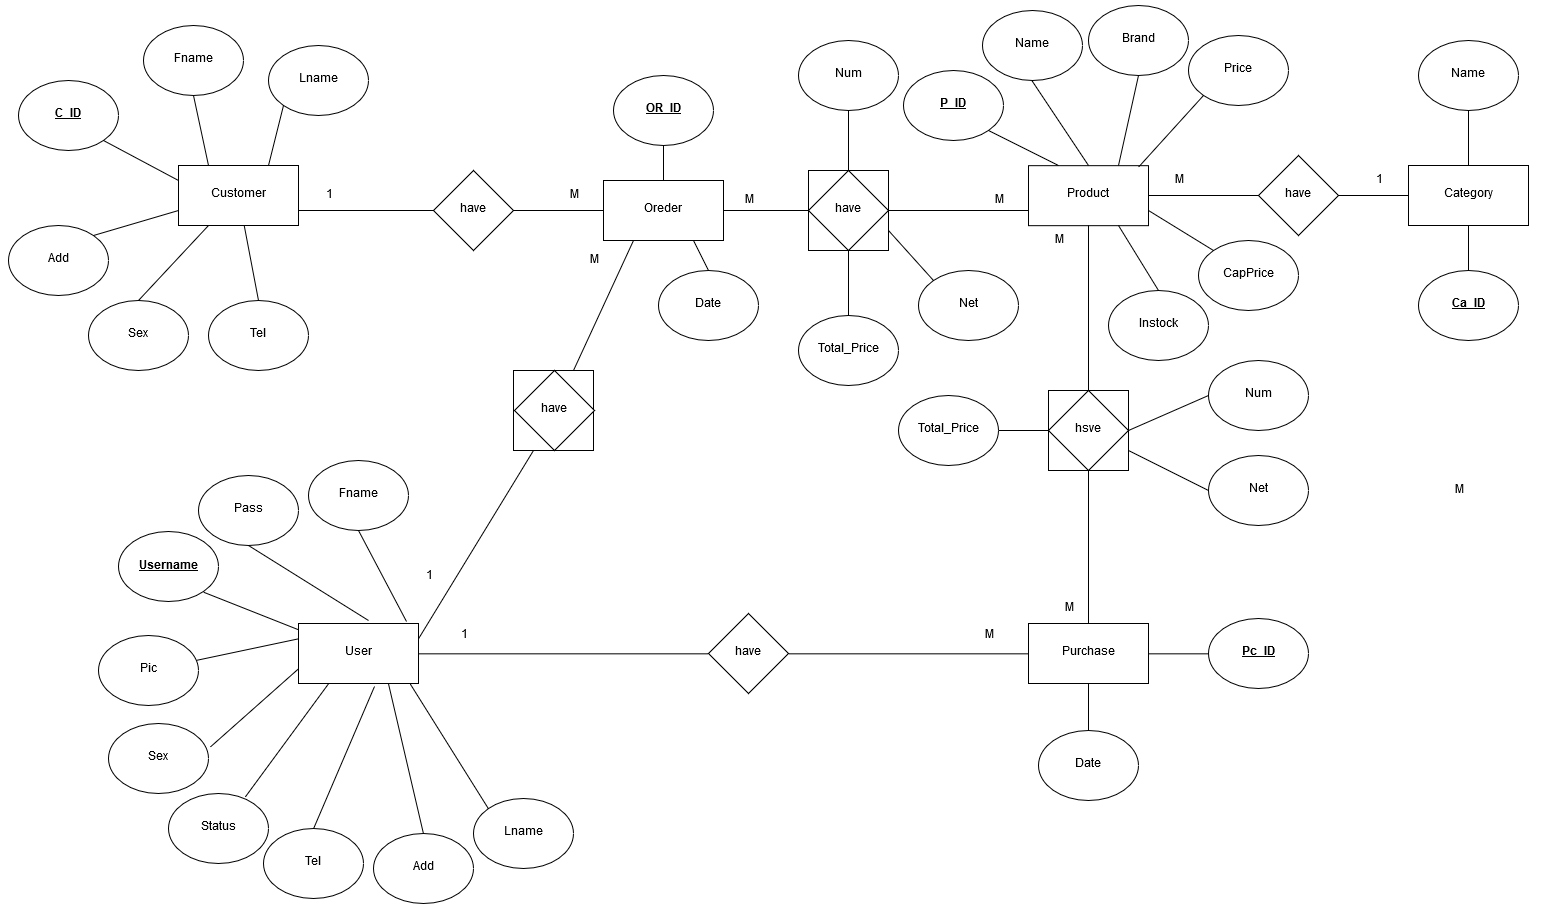 Fname
Lname
C_ID
Customer
Add
Sex
Tel
1
have
M
OR_ID
Oreder
Date
M
Num
have
Total_Price
Net
M
P_ID
Name
Brand
Price
Product
CapPrice
Instock
M
have
1
Name
Category
Ca_ID
M
have
1
M
hsve
Total_Price
Num
Net
M
M
Fname
Pass
Username
User
Pic
Sex
Status
Tel
Add
Lname
1
have
M
Purchase
Pc_ID
Date